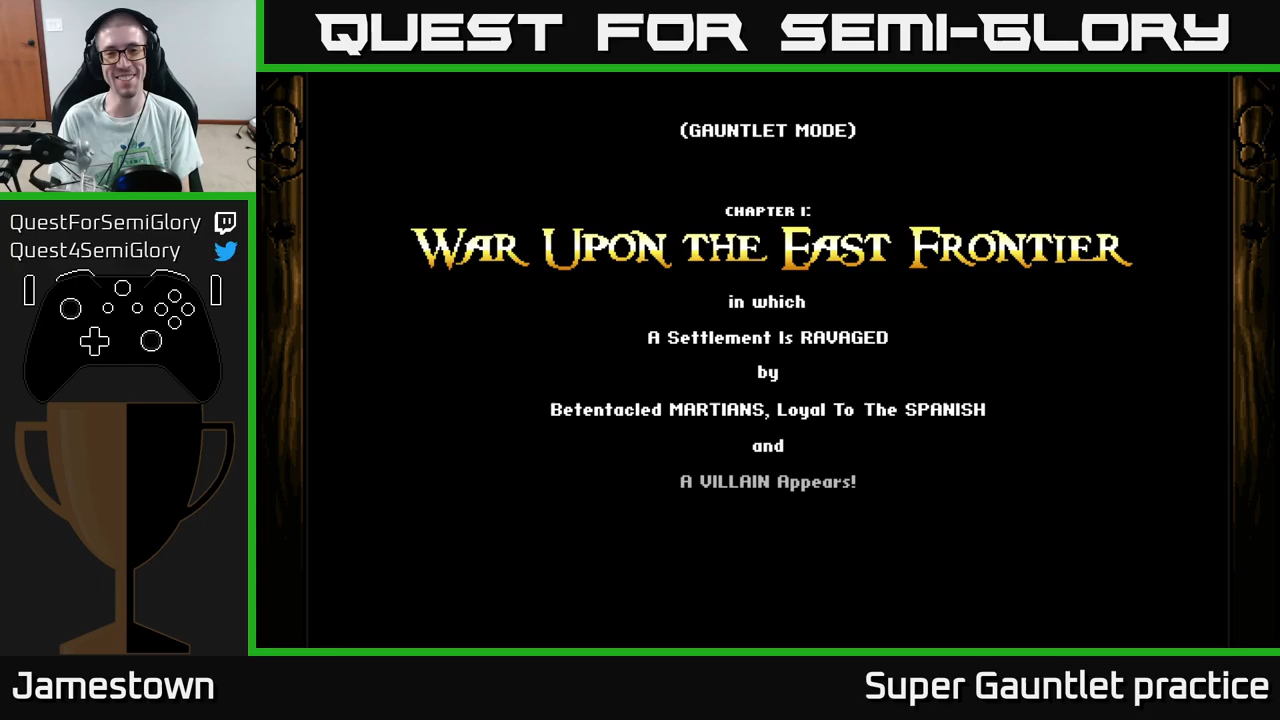 QUEST FOR SEMI-GLORY
QuestForSemiGlory
Quest4SemiGlory
(GAUNTLET MODE)
CHAPTER I:
WAR UPON THE EAST FRONTIER
in which
A Settlement Is RAVAGED
by
Betentacled MARTIANS, Loyal To The SPANISH
and
A VILLAIN Appears!
Jamestown
Super Gauntlet practice